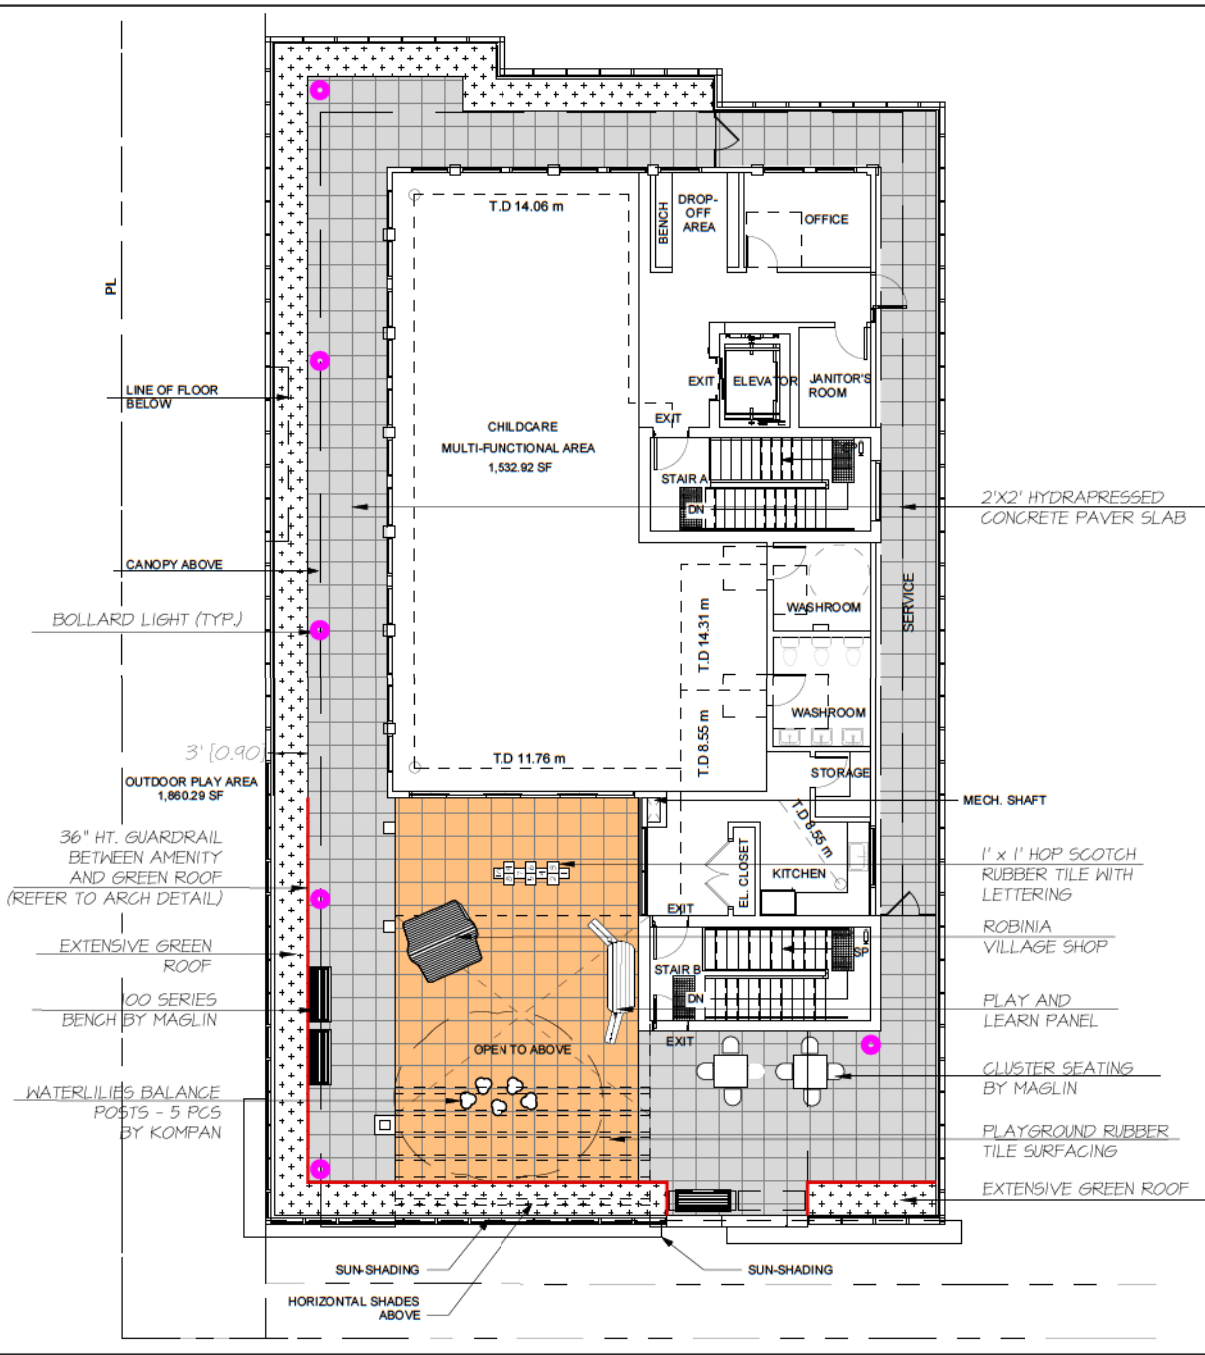 T.D 14.06 m
BENCH
DROP-
OFF
AREA
OFFICE
PL
LINE OF FLOOR
BELOW
EXIT
ELEVATOR
JANITOR'S
ROOM
EXIT
CHILDCARE
MULTI-FUNCTIONAL AREA
1,532.92 SF
STAIR A
DN
2'X2' HYDRAPRESSED
CONCRETE PAVER SLAB
CANOPY ABOVE
BOLLARD LIGHT (TYP.)
WASHROOM
SERVICE
T.D 14.31 m
WASHROOM
T.D 8.55 m
3' [0.90]
T.D 11.76 m
STORAGE
OUTDOOR PLAY AREA
1,860.29 SF
MECH. SHAFT
T.D 8.55 m
36" HT. GUARDRAIL
BETWEEN AMENITY
AND GREEN ROOF
(REFER TO ARCH DETAIL)
EL. CLOSET
KITCHEN
1' x 1' HOP SCOTCH
RUBBER TILE WITH
LETTERING
EXIT
ROBINIA
VILLAGE SHOP
EXTENSIVE GREEN
ROOF
SP
STAIR B
DN
100 SERIES
BENCH BY MAGLIN
PLAY AND
LEARN PANEL
EXIT
OPEN TO ABOVE
CLUSTER SEATING
BY MAGLIN
WATERLILIES BALANCE
POSTS - 5 PCS
BY KOMPAN
PLAYGROUND RUBBER
TILE SURFACING
EXTENSIVE GREEN ROOF
SUN-SHADING
SUN-SHADING
HORIZONTAL SHADES
ABOVE